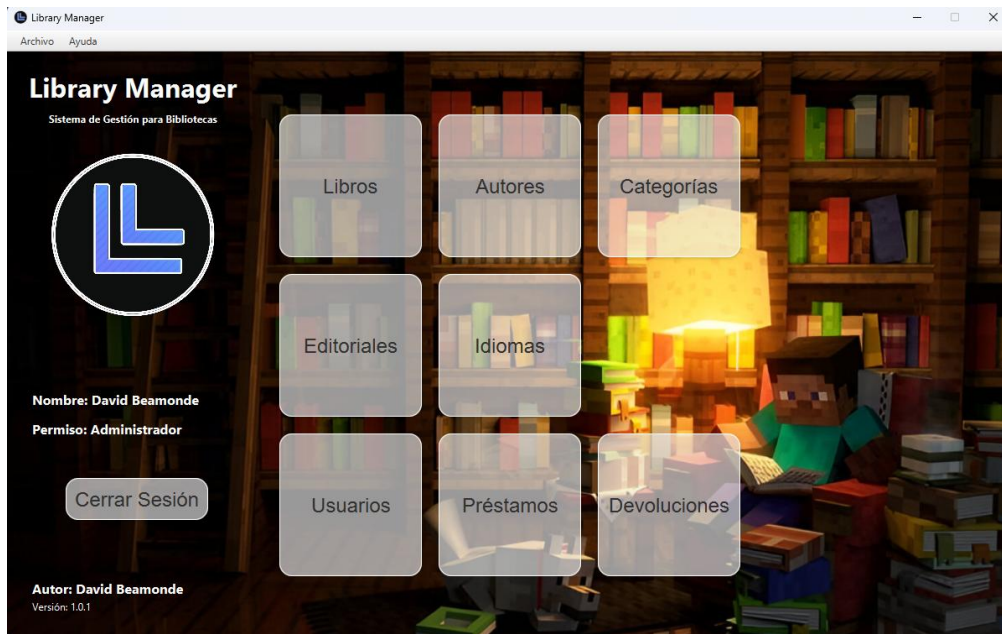 Library Manager
Archivo Ayuda
Library Manager
Sistema de Gestión para Bibliotecas
Libros Autores Categorías
Editoriales Idiomas
Nombre: David Beamonde
Permiso: Administrador
Cerrar Sesión
Usuarios Préstamos Devoluciones
Autor: David Beamonde
Versión: 1.0.1